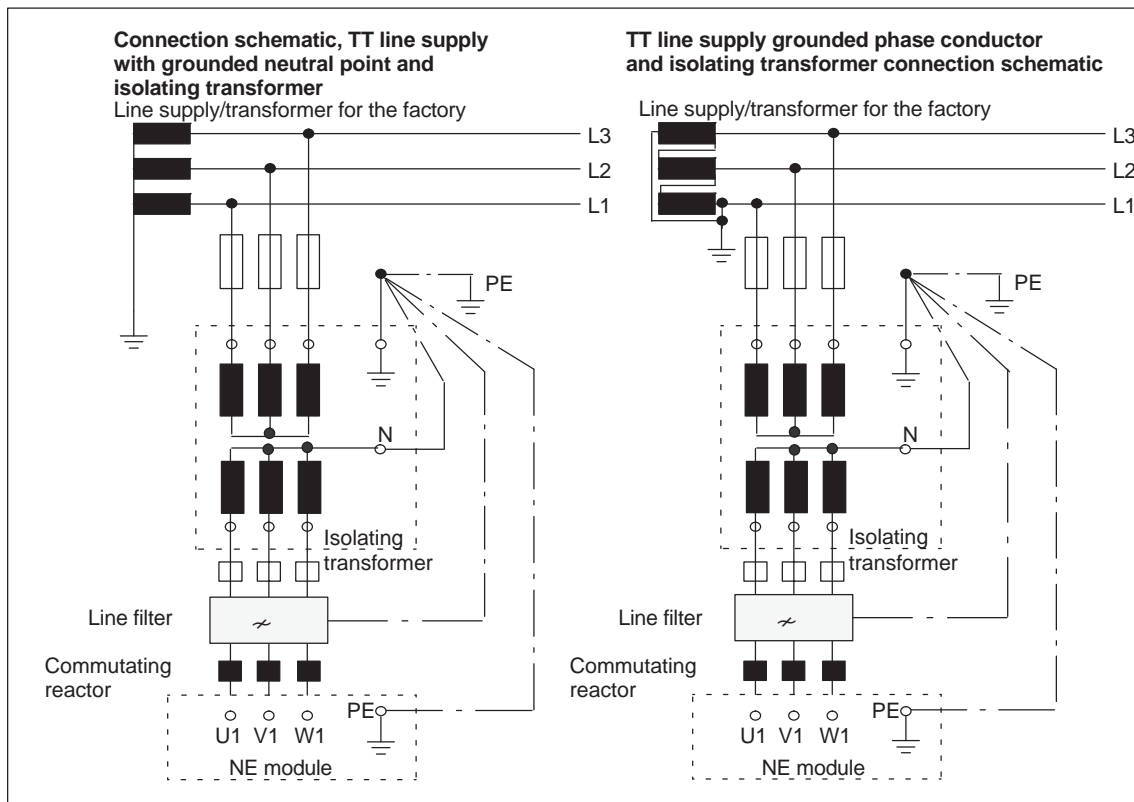 Connection schematic, TT line supply
with grounded neutral point and
isolating transformer
Line supply/transformer for the factory
L3
L2
L1
PE
N
Isolating
transformer
Line filter
Commutating
reactor
PE
U1 V1 W1
NE module
TT line supply grounded phase conductor
and isolating transformer connection schematic
Line supply/transformer for the factory
L3
L2
L1
PE
N
Isolating
transformer
Line filter
Commutating
reactor
PE
U1 V1 W1
NE module